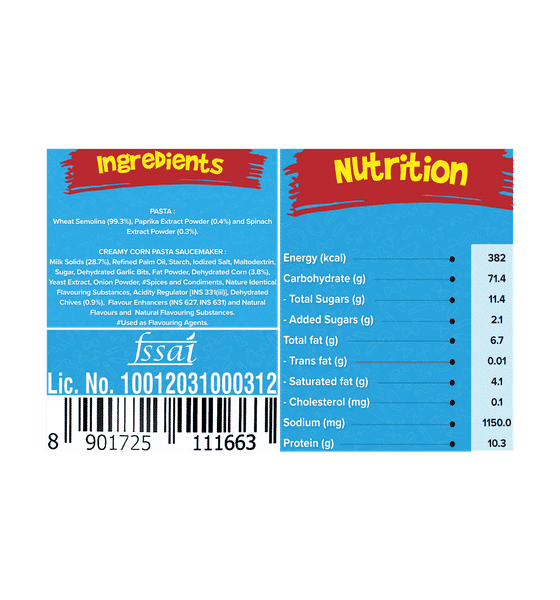 Ingredients
PASTA :
Wheat Semolina (99.3%), Paprika Extract Powder (0.4%) and Spinach
Extract Powder (0.3%).
CREAMY CORN PASTA SAUCEMAKER :
Milk Solids (28.7%), Refined Palm Oil, Starch, Iodized Salt, Maltodextrin,
Sugar, Dehydrated Garlic Bits, Fat Powder, Dehydrated Corn (3.8%),
Yeast Extract, Onion Powder, #Spices and Condiments, Nature Identical
Flavouring Substances, Acidity Regulator [INS 331(iii)], Dehydrated
Chives (0.9%), Flavour Enhancers (INS 627, INS 631) and Natural
Flavours and Natural Flavouring Substances.
#Used as Flavouring Agents.
fssai
Lic. No. 10012031000312
8 901725 111663
Nutrition
Energy (kcal) 382
Carbohydrate (g) 71.4
- Total Sugars (g) 11.4
- Added Sugars (g) 2.1
Total fat (g) 6.7
- Trans fat (g) 0.01
- Saturated fat (g) 4.1
- Cholesterol (mg) 0.1
Sodium (mg) 1150.0
Protein (g) 10.3